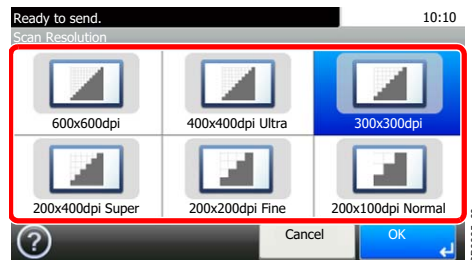 Ready to send. 10:10
Scan Resolution
600x600dpi 400x400dpi Ultra 300x300dpi
200x400dpi Super 200x200dpi Fine 200x100dpi Normal
? Cancel OK